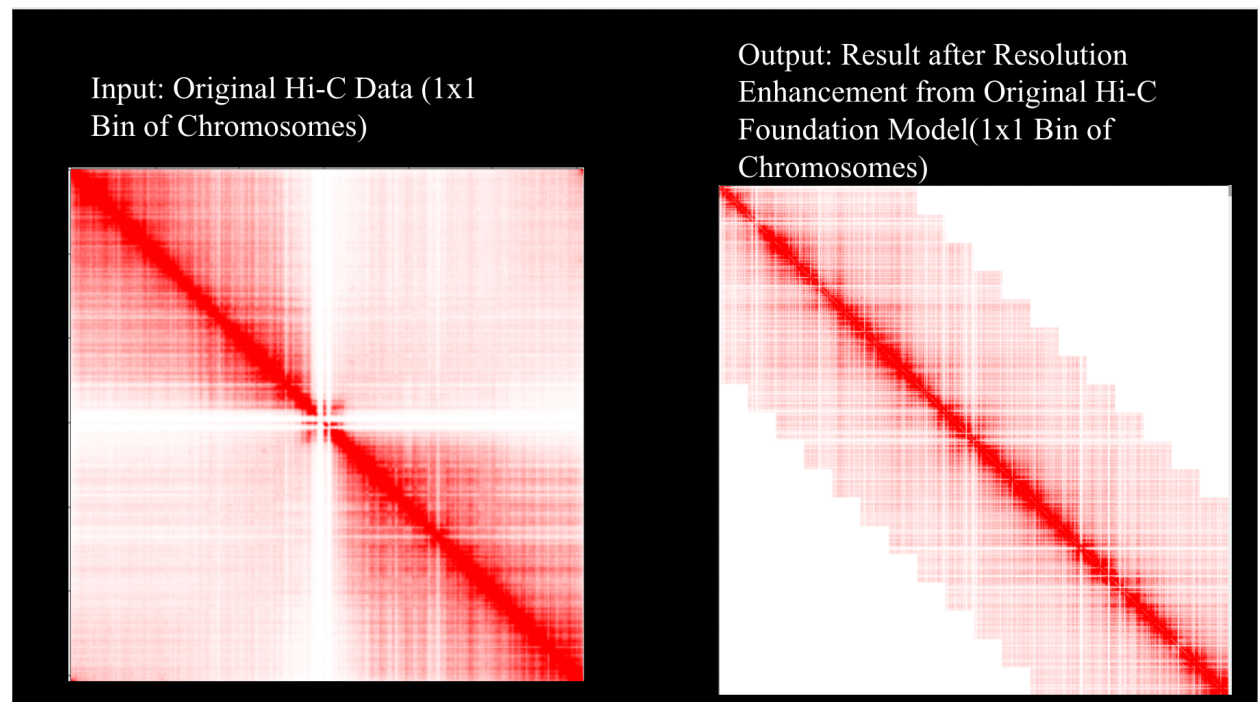 Input: Original Hi-C Data (1x1
Bin of Chromosomes)
Output: Result after Resolution
Enhancement from Original Hi-C
Foundation Model(1x1 Bin of
Chromosomes)